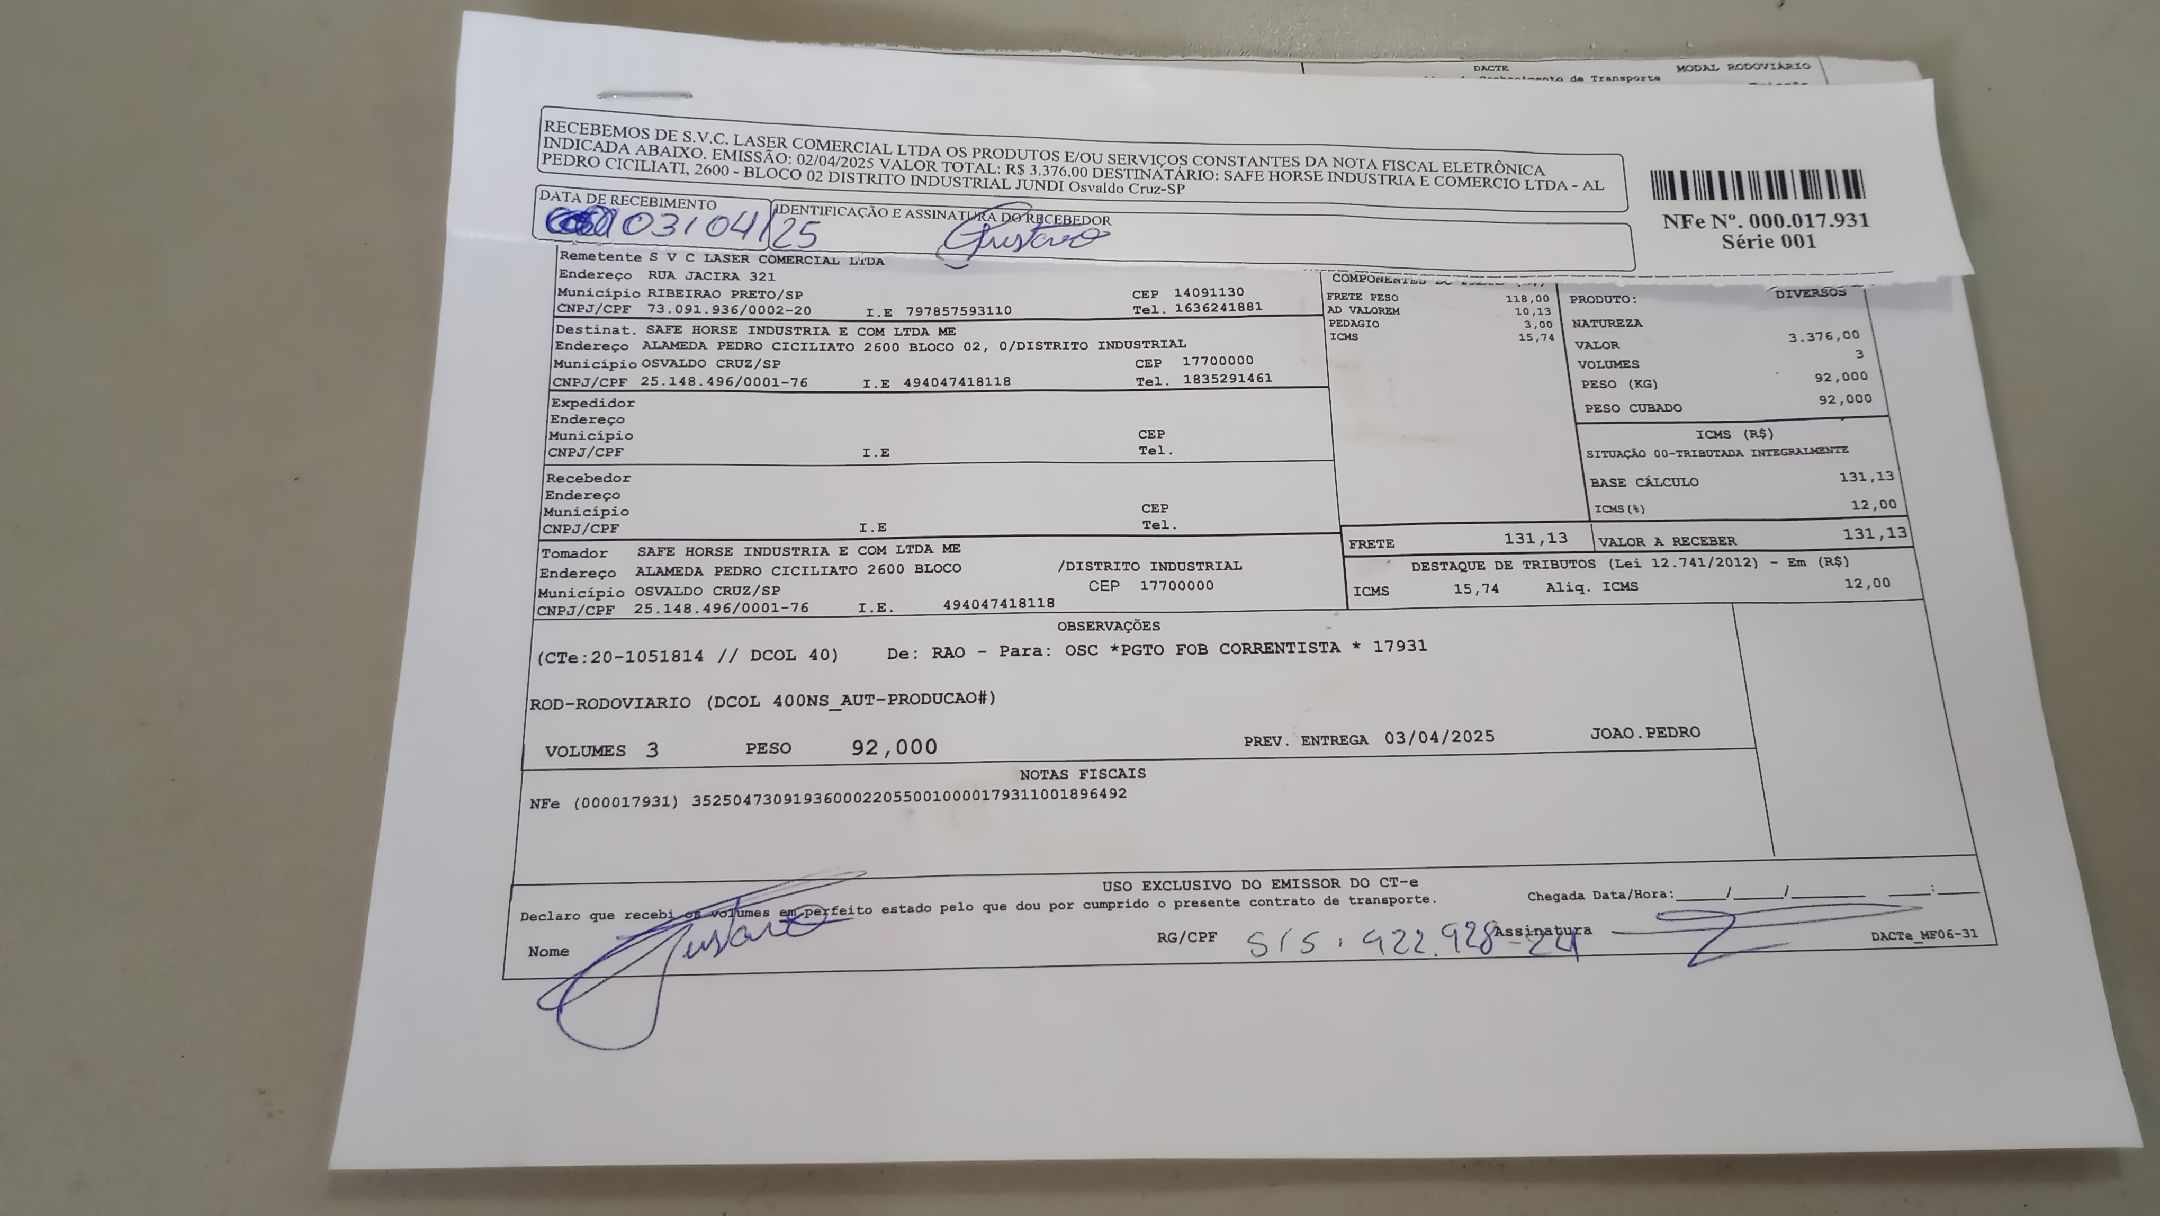 DACTE
MODAL RODOVIÁRIO
de Transporte
RECEBEMOS DE S.V.C. LASER COMERCIAL LTDA OS PRODUTOS E/OU SERVIÇOS CONSTANTES DA NOTA FISCAL ELETRÔNICA
INDICADA ABAIXO. EMISSÃO: 02/04/2025 VALOR TOTAL: R$ 3.376,00 DESTINATÁRIO: SAFE HORSE INDUSTRIA E COMERCIO LTDA - AL
PEDRO CICILIATI, 2600 - BLOCO 02 DISTRITO INDUSTRIAL JUNDI Osvaldo Cruz-SP
DATA DE RECEBIMENTO
03/04/25
IDENTIFICAÇÃO E ASSINATURA DO RECEBEDOR
Gustavo
NFe Nº. 000.017.931
Série 001
Remetente S V C LASER COMERCIAL LTDA
Endereço RUA JACIRA 321
Município RIBEIRAO PRETO/SP CEP 14091130
CNPJ/CPF 73.091.936/0002-20 I.E 797857593110 Tel. 1636241881
Destinat. SAFE HORSE INDUSTRIA E COM LTDA ME
Endereço ALAMEDA PEDRO CICILIATO 2600 BLOCO 02, 0/DISTRITO INDUSTRIAL
Município OSVALDO CRUZ/SP CEP 17700000
CNPJ/CPF 25.148.496/0001-76 I.E 494047418118 Tel. 1835291461
Expedidor
Endereço
Município CEP
CNPJ/CPF I.E Tel.
Recebedor
Endereço
Município CEP
CNPJ/CPF I.E Tel.
Tomador SAFE HORSE INDUSTRIA E COM LTDA ME
Endereço ALAMEDA PEDRO CICILIATO 2600 BLOCO /DISTRITO INDUSTRIAL
Município OSVALDO CRUZ/SP CEP 17700000
CNPJ/CPF 25.148.496/0001-76 I.E. 494047418118
COMPONENTES
FRETE PESO 118,00
AD VALOREM 10,13
PEDAGIO 3,00
ICMS 15,74
PRODUTO: DIVERSOS
NATUREZA
VALOR 3.376,00
VOLUMES 3
PESO (KG) 92,000
PESO CUBADO 92,000
ICMS (R$)
SITUAÇÃO 00-TRIBUTADA INTEGRALMENTE
BASE CÁLCULO 131,13
ICMS(%) 12,00
FRETE 131,13 VALOR A RECEBER 131,13
DESTAQUE DE TRIBUTOS (Lei 12.741/2012) - Em (R$)
ICMS 15,74 Aliq. ICMS 12,00
OBSERVAÇÕES
(CTe:20-1051814 // DCOL 40) De: RAO - Para: OSC *PGTO FOB CORRENTISTA * 17931
ROD-RODOVIARIO (DCOL 400NS_AUT-PRODUCAO#)
VOLUMES 3 PESO 92,000 PREV. ENTREGA 03/04/2025 JOAO.PEDRO
NOTAS FISCAIS
NFe (000017931) 35250473091936000220550010000179311001896492
USO EXCLUSIVO DO EMISSOR DO CT-e
Declaro que recebi os volumes em perfeito estado pelo que dou por cumprido o presente contrato de transporte.
Chegada Data/Hora:____/____/______ ____:____
Nome Gustavo
RG/CPF 515.922.928-24 Assinatura
DACTe_MF06-31